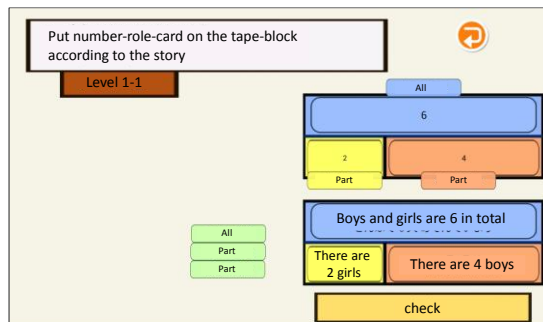 Put number-role-card on the tape-block
according to the story
Level 1-1
All
6
2
4
Part
Part
Boys and girls are 6 in total
All
Part
Part
There are
2 girls
There are 4 boys
check